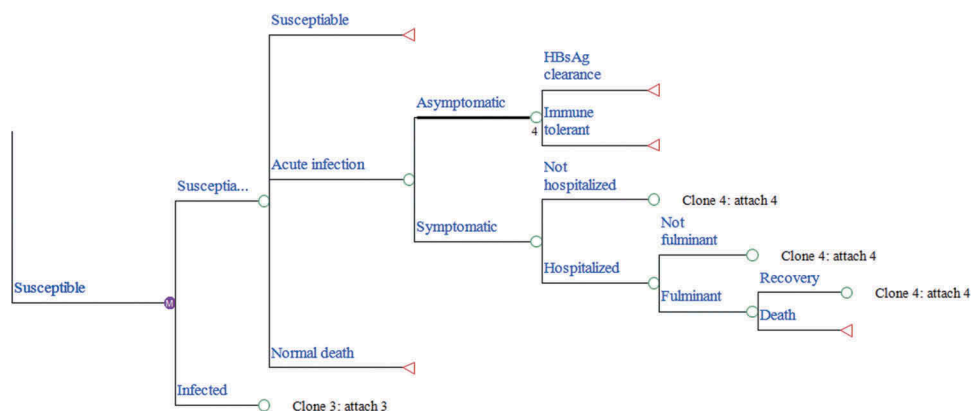 Susceptiable
HBsAg
clearance
Asymptomatic
4
Immune
tolerant
Acute infection
Not
hospitalized
Susceptia...
Clone 4: attach 4
Symptomatic
Not
fulminant
Clone 4: attach 4
Hospitalized
Recovery
Susceptible
M
Clone 4: attach 4
Fulminant
Death
Normal death
Infected
Clone 3: attach 3